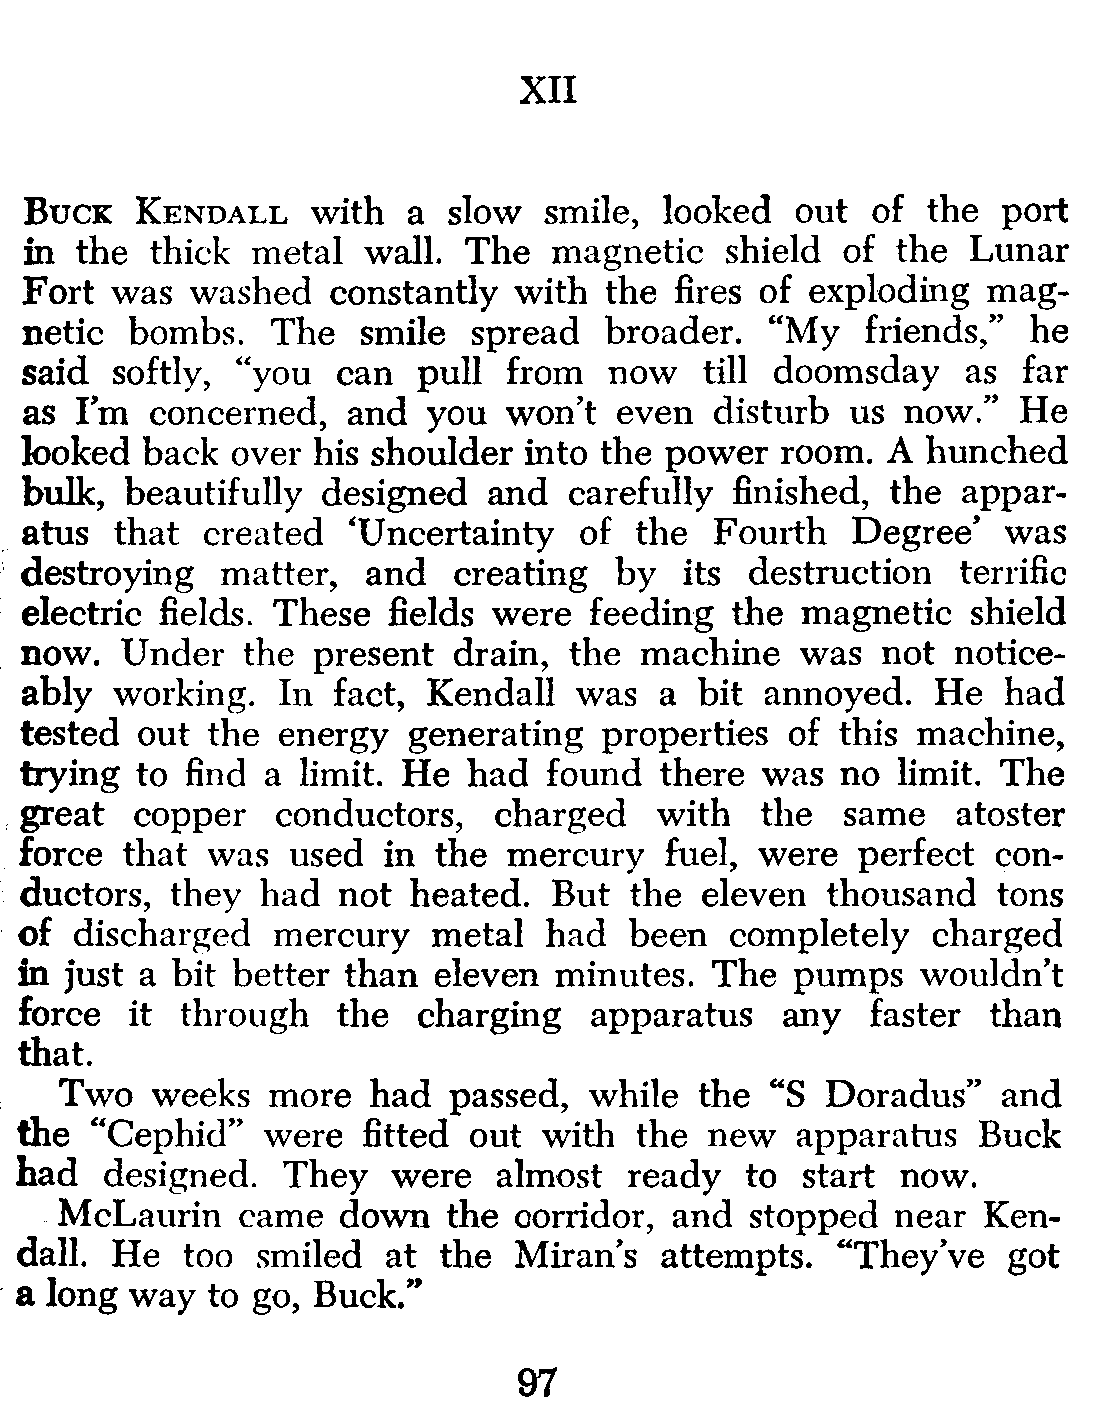 XII
BUCK KENDALL with a slow smile, looked out of the port
in the thick metal wall. The magnetic shield of the Lunar
Fort was washed constantly with the fires of exploding mag-
netic bombs. The smile spread broader. “My friends,” he
said softly, “you can pull from now till doomsday as far
as I’m concerned, and you won’t even disturb us now.” He
looked back over his shoulder into the power room. A hunched
bulk, beautifully designed and carefully finished, the appar-
atus that created ‘Uncertainty of the Fourth Degree’ was
destroying matter, and creating by its destruction terrific
electric fields. These fields were feeding the magnetic shield
now. Under the present drain, the machine was not notice-
ably working. In fact, Kendall was a bit annoyed. He had
tested out the energy generating properties of this machine,
trying to find a limit. He had found there was no limit. The
great copper conductors, charged with the same atoster
force that was used in the mercury fuel, were perfect con-
ductors, they had not heated. But the eleven thousand tons
of discharged mercury metal had been completely charged
in just a bit better than eleven minutes. The pumps wouldn’t
force it through the charging apparatus any faster than
that.
Two weeks more had passed, while the “S Doradus” and
the “Cephid” were fitted out with the new apparatus Buck
had designed. They were almost ready to start now.
McLaurin came down the corridor, and stopped near Ken-
dall. He too smiled at the Miran’s attempts. “They’ve got
a long way to go, Buck.”
97